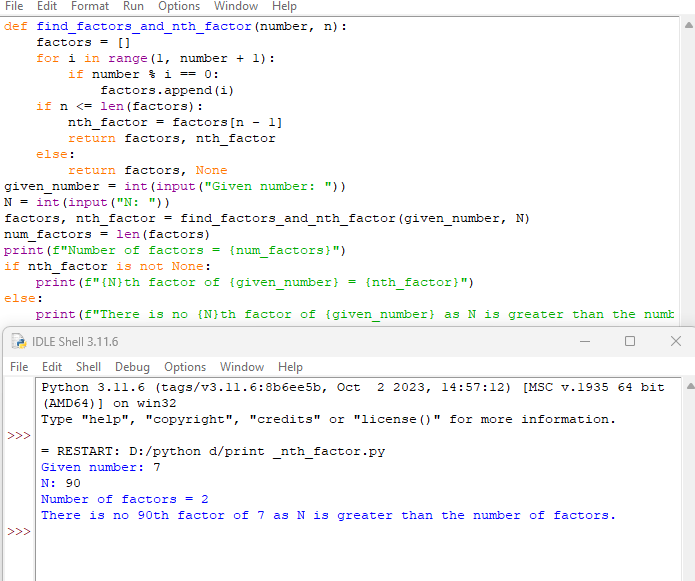 File Edit Format Run Options Window Help
def find_factors_and_nth_factor(number, n):
    factors = []
    for i in range(1, number + 1):
        if number % i == 0:
            factors.append(i)
    if n <= len(factors):
        nth_factor = factors[n - 1]
        return factors, nth_factor
    else:
        return factors, None
given_number = int(input("Given number: "))
N = int(input("N: "))
factors, nth_factor = find_factors_and_nth_factor(given_number, N)
num_factors = len(factors)
print(f"Number of factors = {num_factors}")
if nth_factor is not None:
    print(f"{N}th factor of {given_number} = {nth_factor}")
else:
    print(f"There is no {N}th factor of {given_number} as N is greater than the numb
IDLE Shell 3.11.6
File Edit Shell Debug Options Window Help
Python 3.11.6 (tags/v3.11.6:8b6ee5b, Oct  2 2023, 14:57:12) [MSC v.1935 64 bit
(AMD64)] on win32
Type "help", "copyright", "credits" or "license()" for more information.
>>>
= RESTART: D:/python d/print _nth_factor.py
Given number: 7
N: 90
Number of factors = 2
There is no 90th factor of 7 as N is greater than the number of factors.
>>>